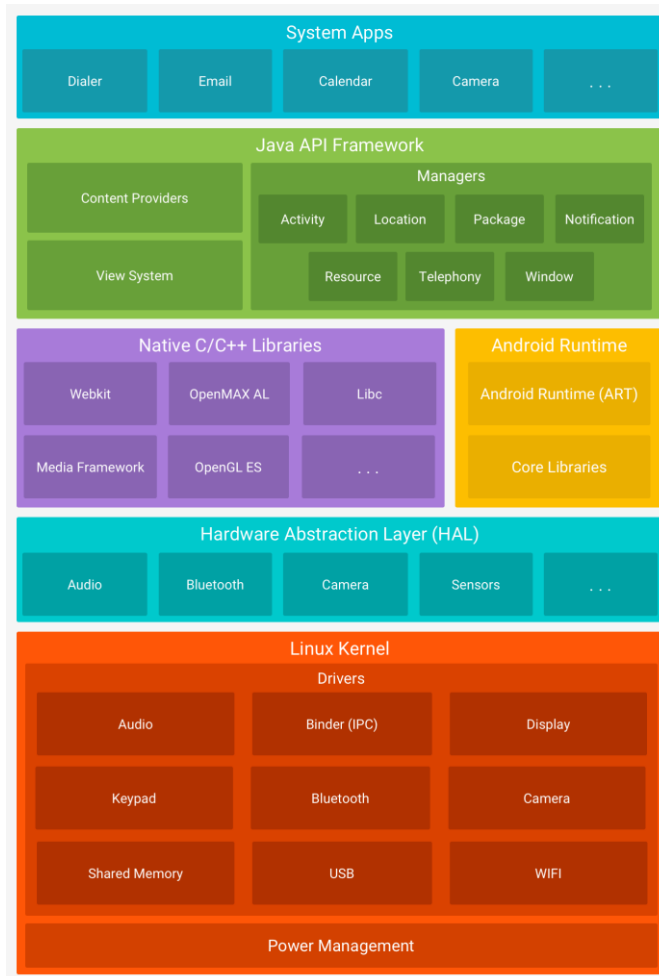 System Apps
Dialer
Email
Calendar
Camera
. . .
Java API Framework
Content Providers
View System
Managers
Activity
Location
Package
Notification
Resource
Telephony
Window
Native C/C++ Libraries
Webkit
OpenMAX AL
Libc
Media Framework
OpenGL ES
. . .
Android Runtime
Android Runtime (ART)
Core Libraries
Hardware Abstraction Layer (HAL)
Audio
Bluetooth
Camera
Sensors
. . .
Linux Kernel
Drivers
Audio
Binder (IPC)
Display
Keypad
Bluetooth
Camera
Shared Memory
USB
WIFI
Power Management